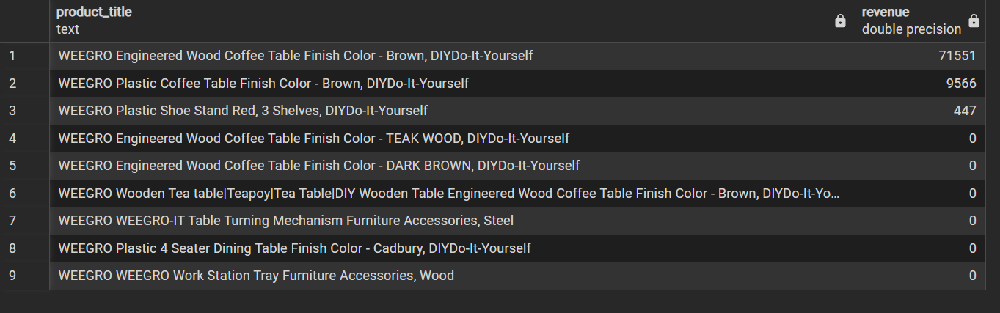 product_title revenue
text double precision
1 WEEGRO Engineered Wood Coffee Table Finish Color - Brown, DIYDo-It-Yourself 71551
2 WEEGRO Plastic Coffee Table Finish Color - Brown, DIYDo-It-Yourself 9566
3 WEEGRO Plastic Shoe Stand Red, 3 Shelves, DIYDo-It-Yourself 447
4 WEEGRO Engineered Wood Coffee Table Finish Color - TEAK WOOD, DIYDo-It-Yourself 0
5 WEEGRO Engineered Wood Coffee Table Finish Color - DARK BROWN, DIYDo-It-Yourself 0
6 WEEGRO Wooden Tea table|Teapoy|Tea Table|DIY Wooden Table Engineered Wood Coffee Table Finish Color - Brown, DIYDo-It-Yo... 0
7 WEEGRO WEEGRO-IT Table Turning Mechanism Furniture Accessories, Steel 0
8 WEEGRO Plastic 4 Seater Dining Table Finish Color - Cadbury, DIYDo-It-Yourself 0
9 WEEGRO WEEGRO Work Station Tray Furniture Accessories, Wood 0